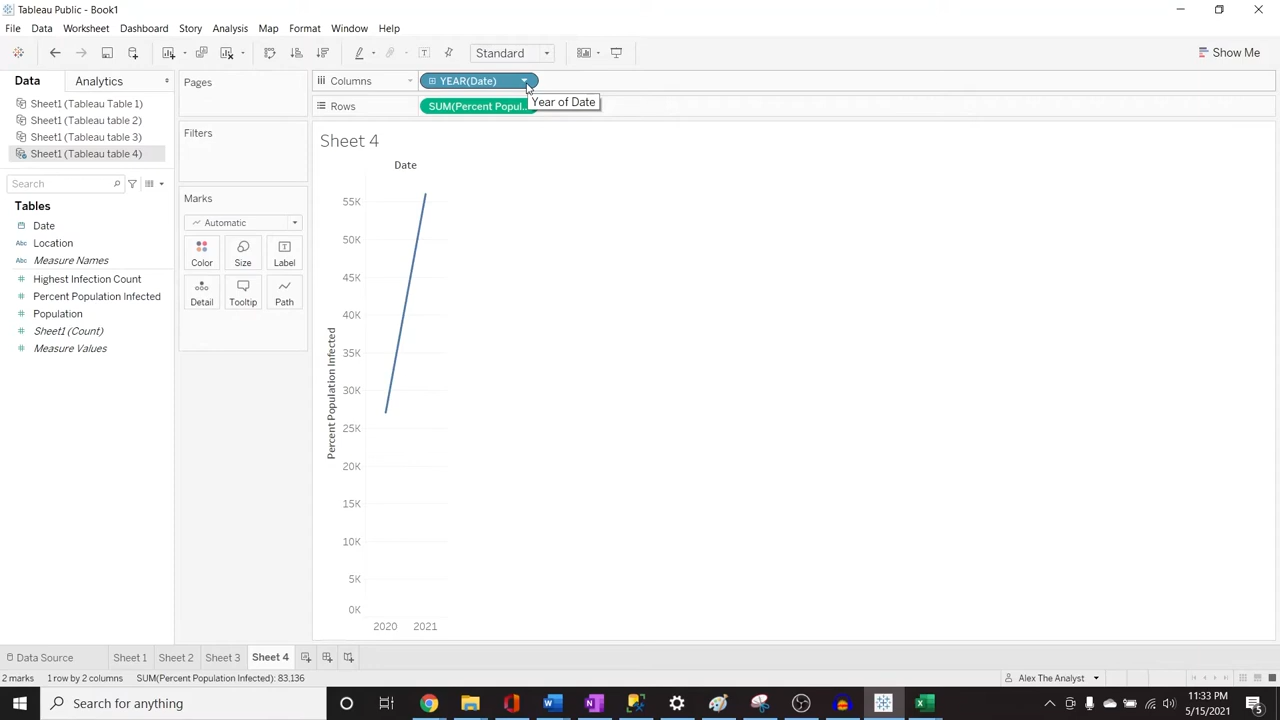 Tableau Public - Book1
File Data Worksheet Dashboard Story Analysis Map Format Window Help
Standard
Show Me
Data Analytics
Pages
Columns
YEAR(Date)
Year of Date
Rows
SUM(Percent Popul..
Sheet1 (Tableau Table 1)
Sheet1 (Tableau table 2)
Sheet1 (Tableau table 3)
Sheet1 (Tableau table 4)
Search
Tables
Date
Abc Location
Abc Measure Names
# Highest Infection Count
# Percent Population Infected
# Population
# Sheet1 (Count)
# Measure Values
Filters
Marks
Automatic
Color Size Label
Detail Tooltip Path
Sheet 4
Date
55K
50K
45K
40K
35K
30K
25K
20K
15K
10K
5K
0K
Percent Population Infected
2020 2021
Data Source Sheet 1 Sheet 2 Sheet 3 Sheet 4
2 marks 1 row by 2 columns SUM(Percent Population Infected): 83,136
Alex The Analyst
Search for anything
11:33 PM
5/15/2021
5